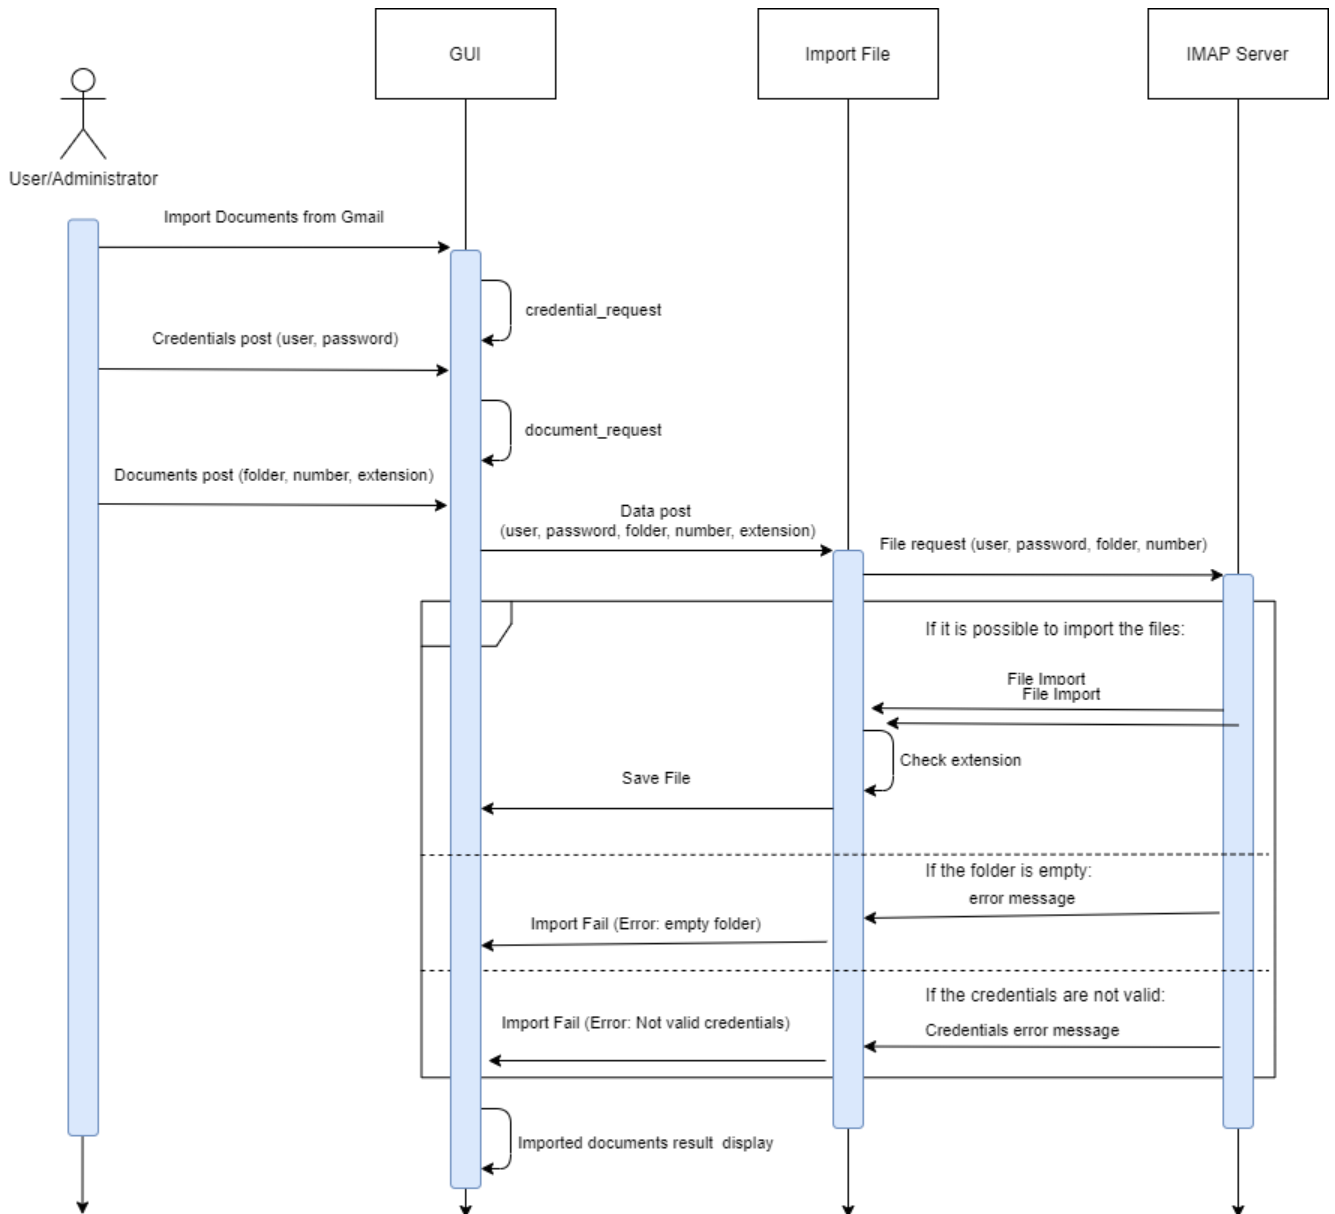 GUI
Import File
IMAP Server
User/Administrator
Import Documents from Gmail
credential_request
Credentials post (user, password)
document_request
Documents post (folder, number, extension)
Data post
(user, password, folder, number, extension)
File request (user, password, folder, number)
If it is possible to import the files:
File Import
File Import
Check extension
Save File
If the folder is empty:
error message
Import Fail (Error: empty folder)
If the credentials are not valid:
Import Fail (Error: Not valid credentials)
Credentials error message
Imported documents result display